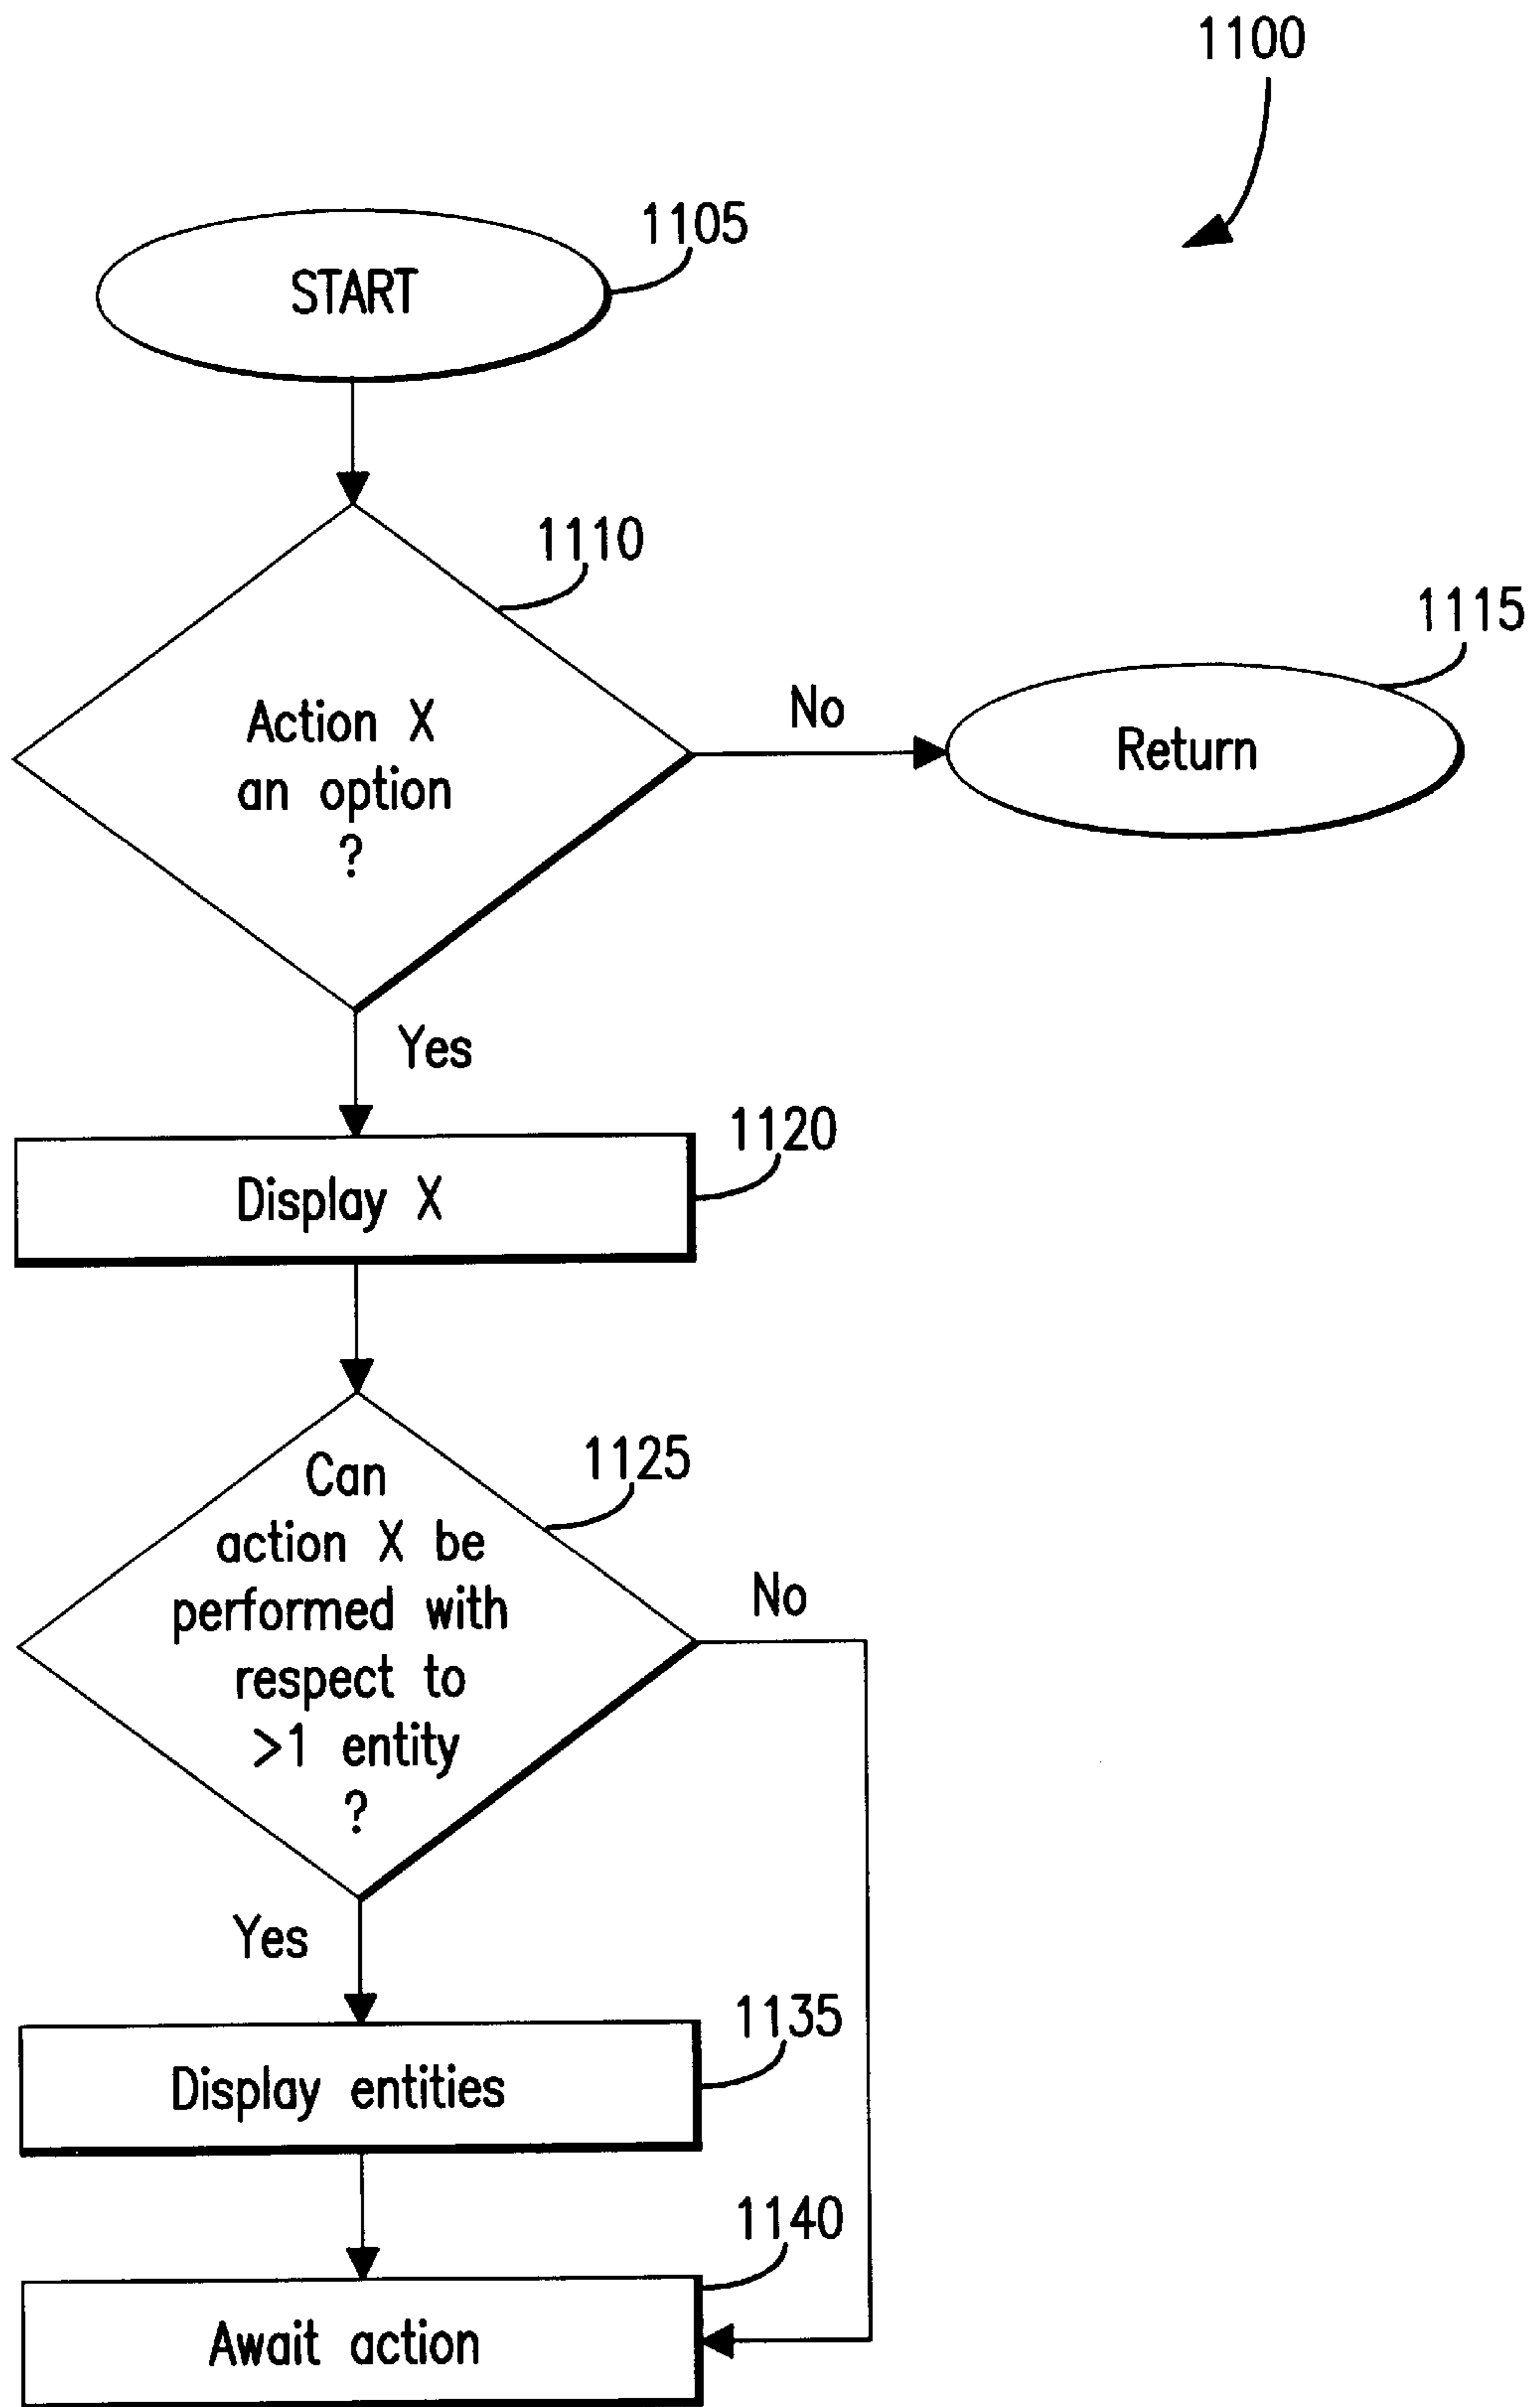 1100
1105
START
1110
Action X
an option
?
No
1115
Return
Yes
1120
Display X
1125
Can
action X be
performed with
respect to
>1 entity
?
No
Yes
1135
Display entities
1140
Await action